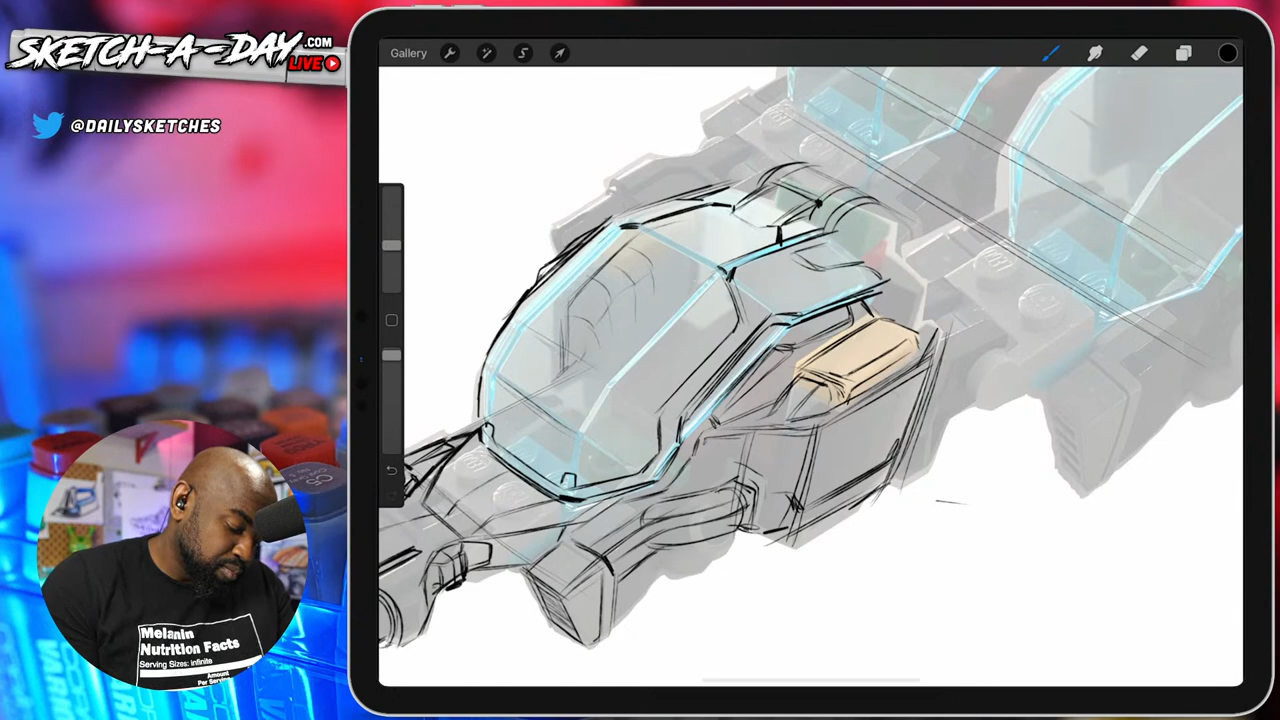 SKETCH-A-DAY.COM
LIVE
@DAILYSKETCHES
Gallery
Melanin
Nutrition Facts
Serving Sizes: infinite
Amount
Per Serving